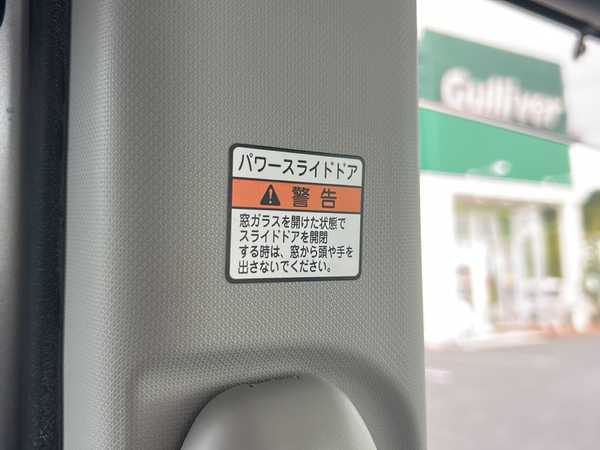 Gulliver
パワースライドドア
警告
窓ガラスを開けた状態で
スライドドアを開閉
する時は、窓から頭や手を
出さないでください。